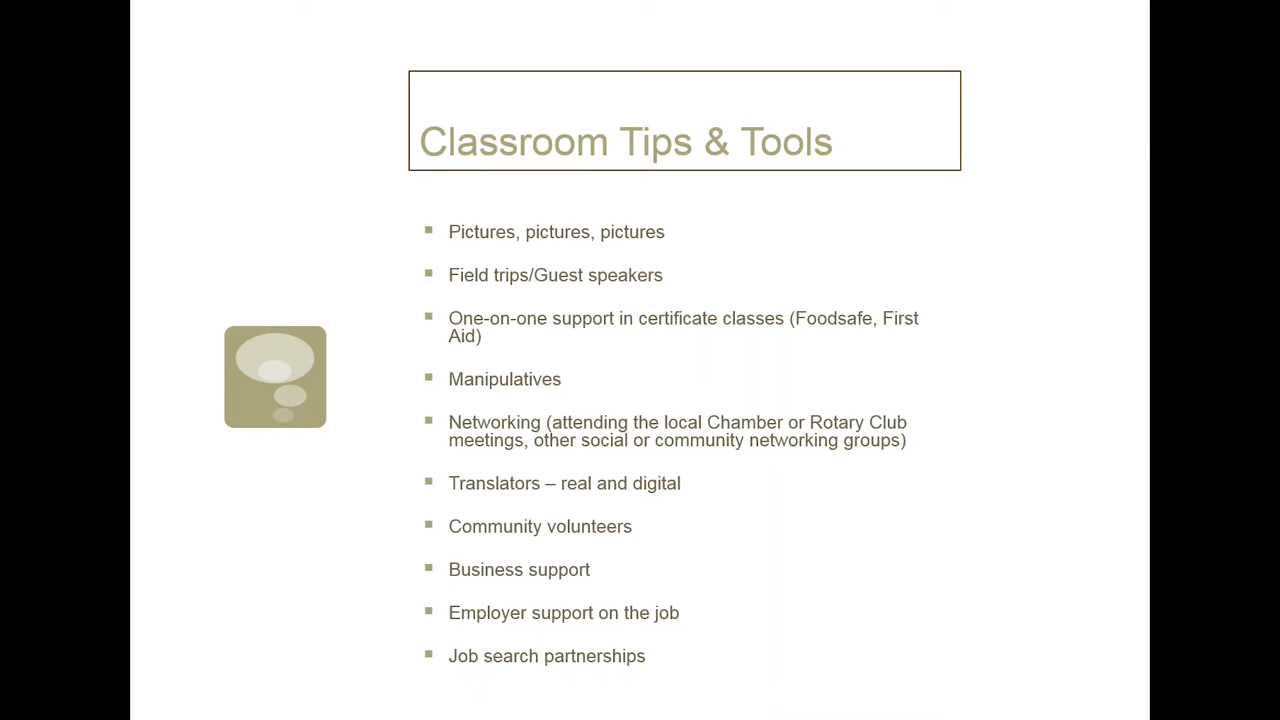 Classroom Tips & Tools
Pictures, pictures, pictures
Field trips/Guest speakers
One-on-one support in certificate classes (Foodsafe, First
Aid)
Manipulatives
Networking (attending the local Chamber or Rotary Club
meetings, other social or community networking groups)
Translators – real and digital
Community volunteers
Business support
Employer support on the job
Job search partnerships